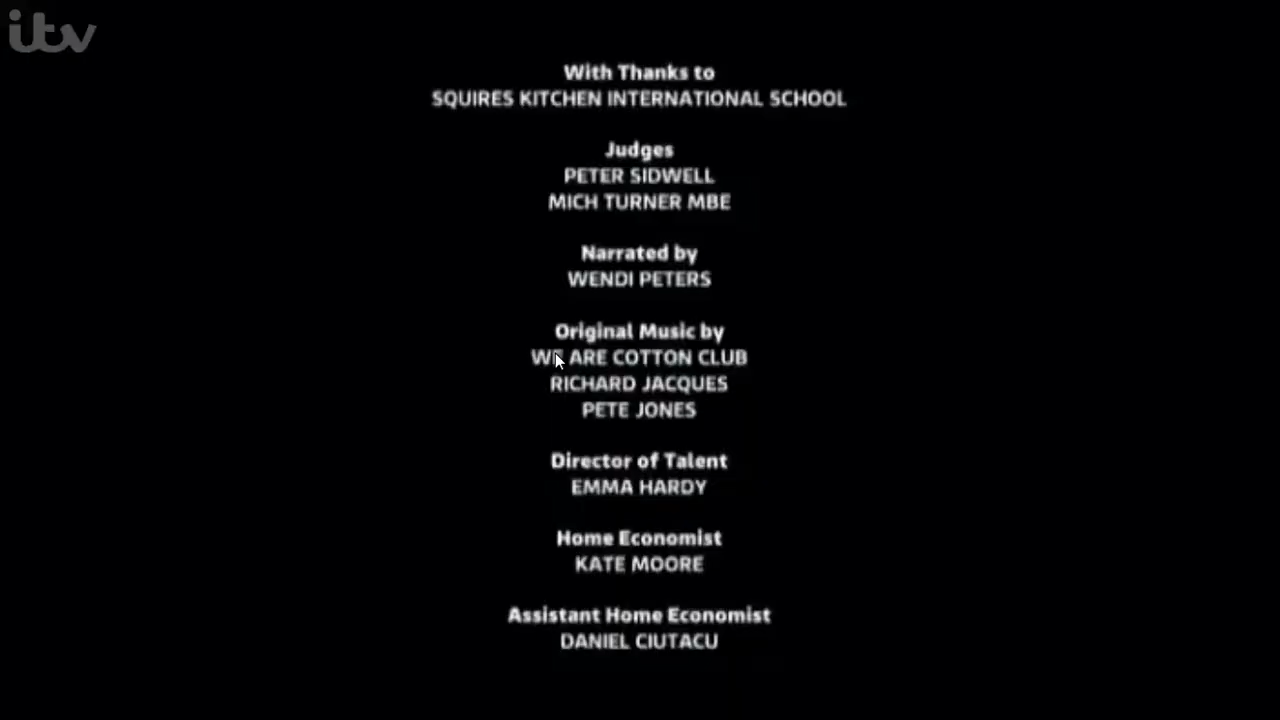 itv
With Thanks to
SQUIRES KITCHEN INTERNATIONAL SCHOOL
Judges
PETER SIDWELL
MICH TURNER MBE
Narrated by
WENDI PETERS
Original Music by
WE ARE COTTON CLUB
RICHARD JACQUES
PETE JONES
Director of Talent
EMMA HARDY
Home Economist
KATE MOORE
Assistant Home Economist
DANIEL CIUTACU